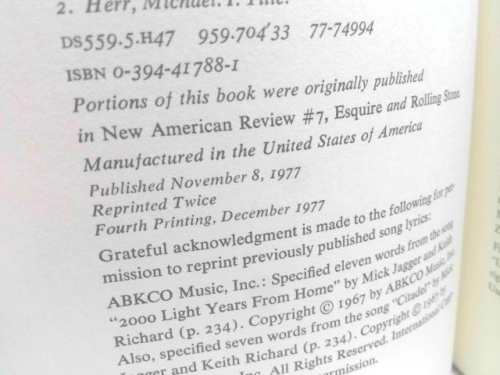 2. Herr, Michael. I. Title.
DS559.5.H47 959.704'33 77-74994
ISBN 0-394-41788-1
Portions of this book were originally published
in New American Review #7, Esquire and Rolling Stone.
Manufactured in the United States of America
Published November 8, 1977
Reprinted Twice
Fourth Printing, December 1977
Grateful acknowledgment is made to the following for per-
mission to reprint previously published song lyrics:
ABKCO Music, Inc.: Specified eleven words from the song
"2000 Light Years From Home" by Mick Jagger and Keith
Richard (p. 234). Copyright © 1967 by ABKCO Music, Inc.
Also, specified seven words from the song "Citadel" by Mick
Jagger and Keith Richard (p. 234). Copyright © 1967 by
Inc. All Rights Reserved. International
permission.